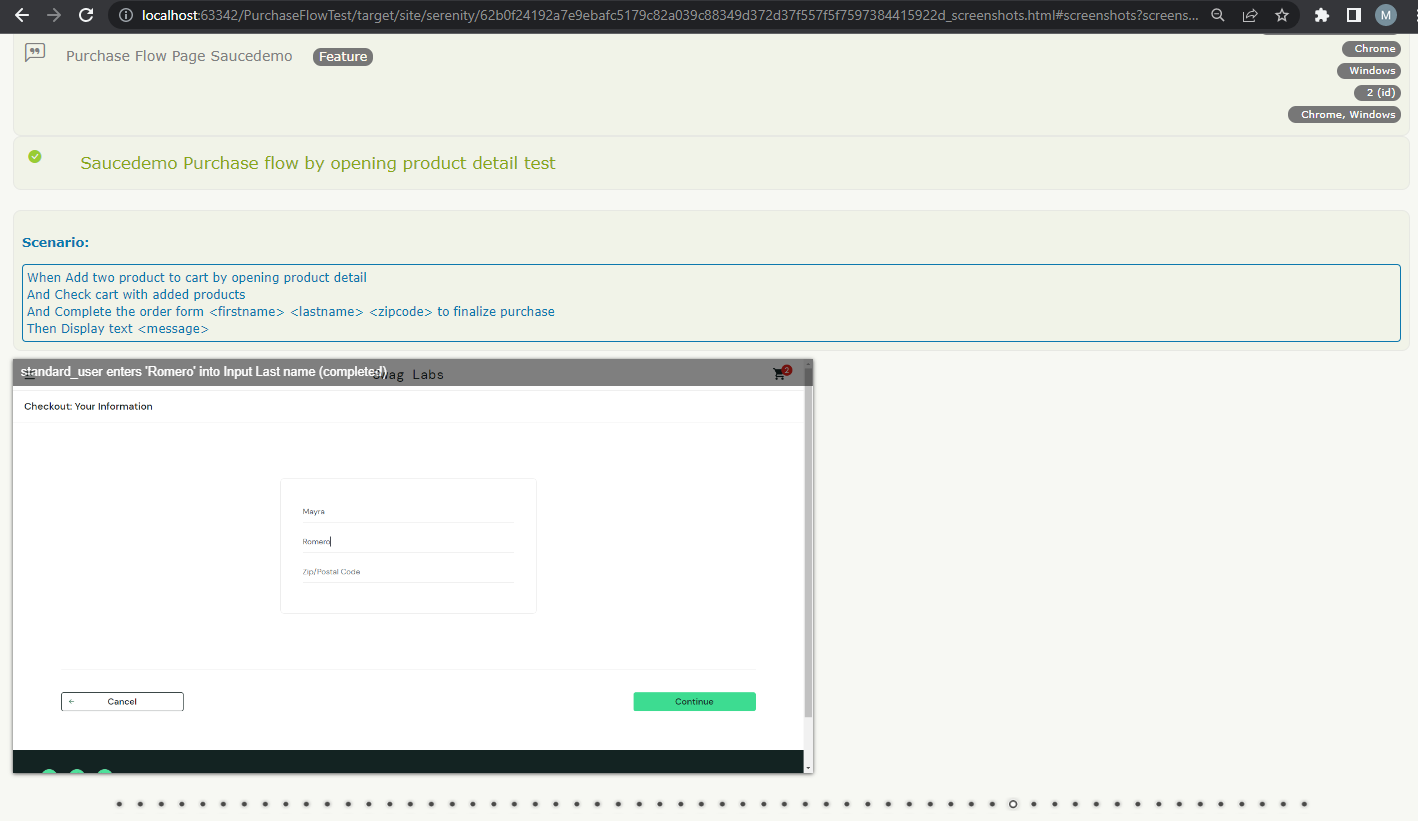 localhost:63342/PurchaseFlowTest/target/site/serenity/62b0f24192a7e9ebafc5179c82a039c88349d372d37f557f5f7597384415922d_screenshots.html#screenshots?screens...
M
Purchase Flow Page Saucedemo
Feature
Chrome
Windows
2 (id)
Chrome, Windows
Saucedemo Purchase flow by opening product detail test
Scenario:
When Add two product to cart by opening product detail
And Check cart with added products
And Complete the order form <firstname> <lastname> <zipcode> to finalize purchase
Then Display text <message>
standard_user enters 'Romero' into Input Last name (completed)
Swag Labs
2
Checkout: Your Information
Mayra
Romero
Zip/Postal Code
Cancel
Continue